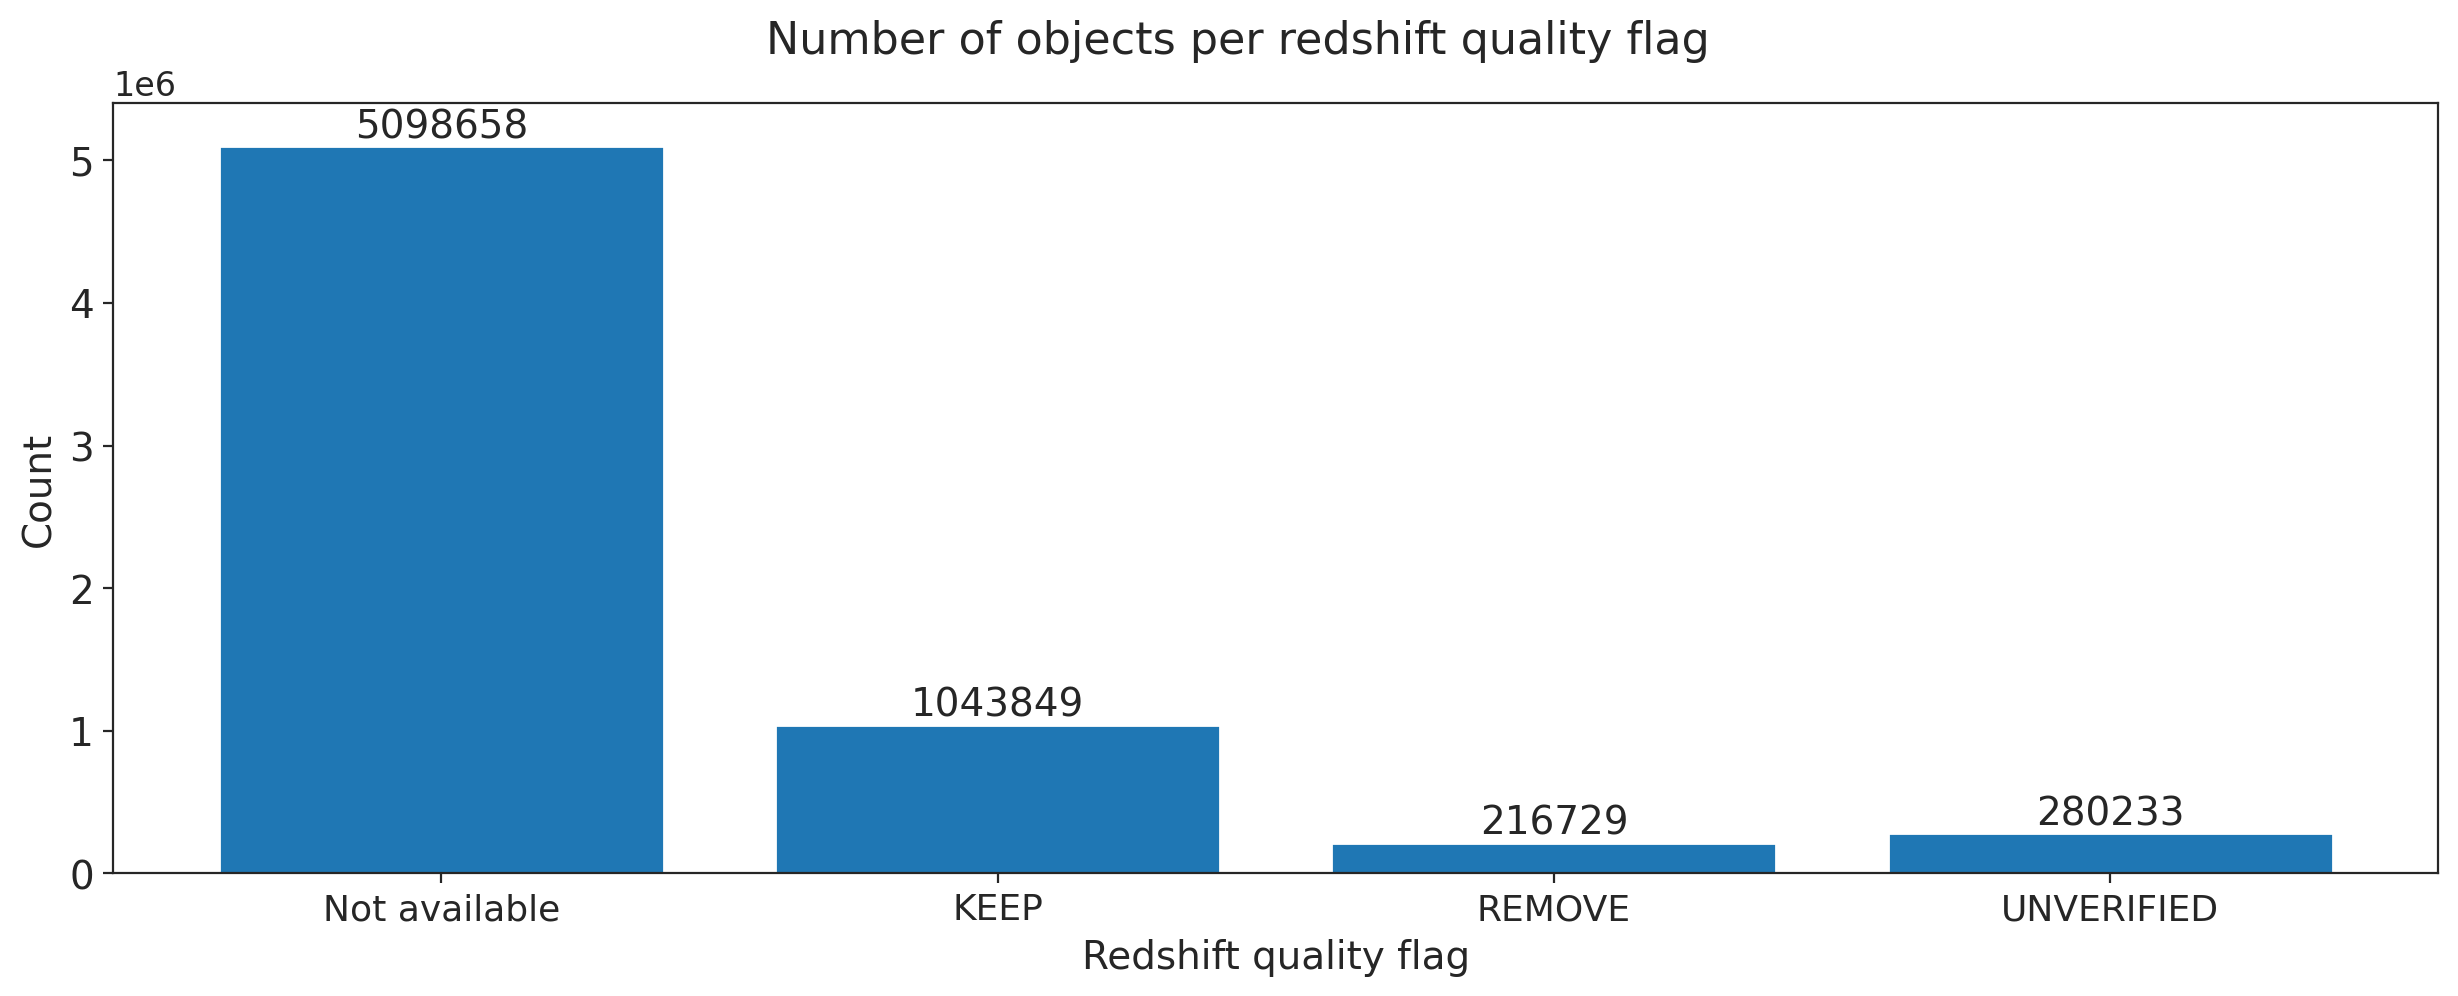 Number of objects per redshift quality flag
1e6
5098658
5
4
3
2
1
0
Count
1043849
216729
280233
Not available
KEEP
REMOVE
UNVERIFIED
Redshift quality flag